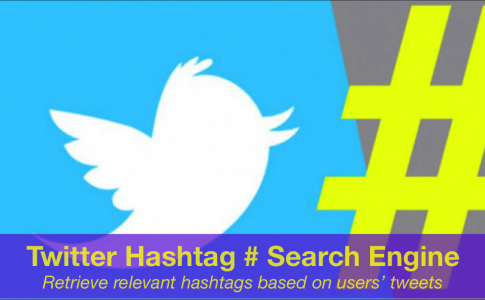 #
Twitter Hashtag # Search Engine
Retrieve relevant hashtags based on users’ tweets